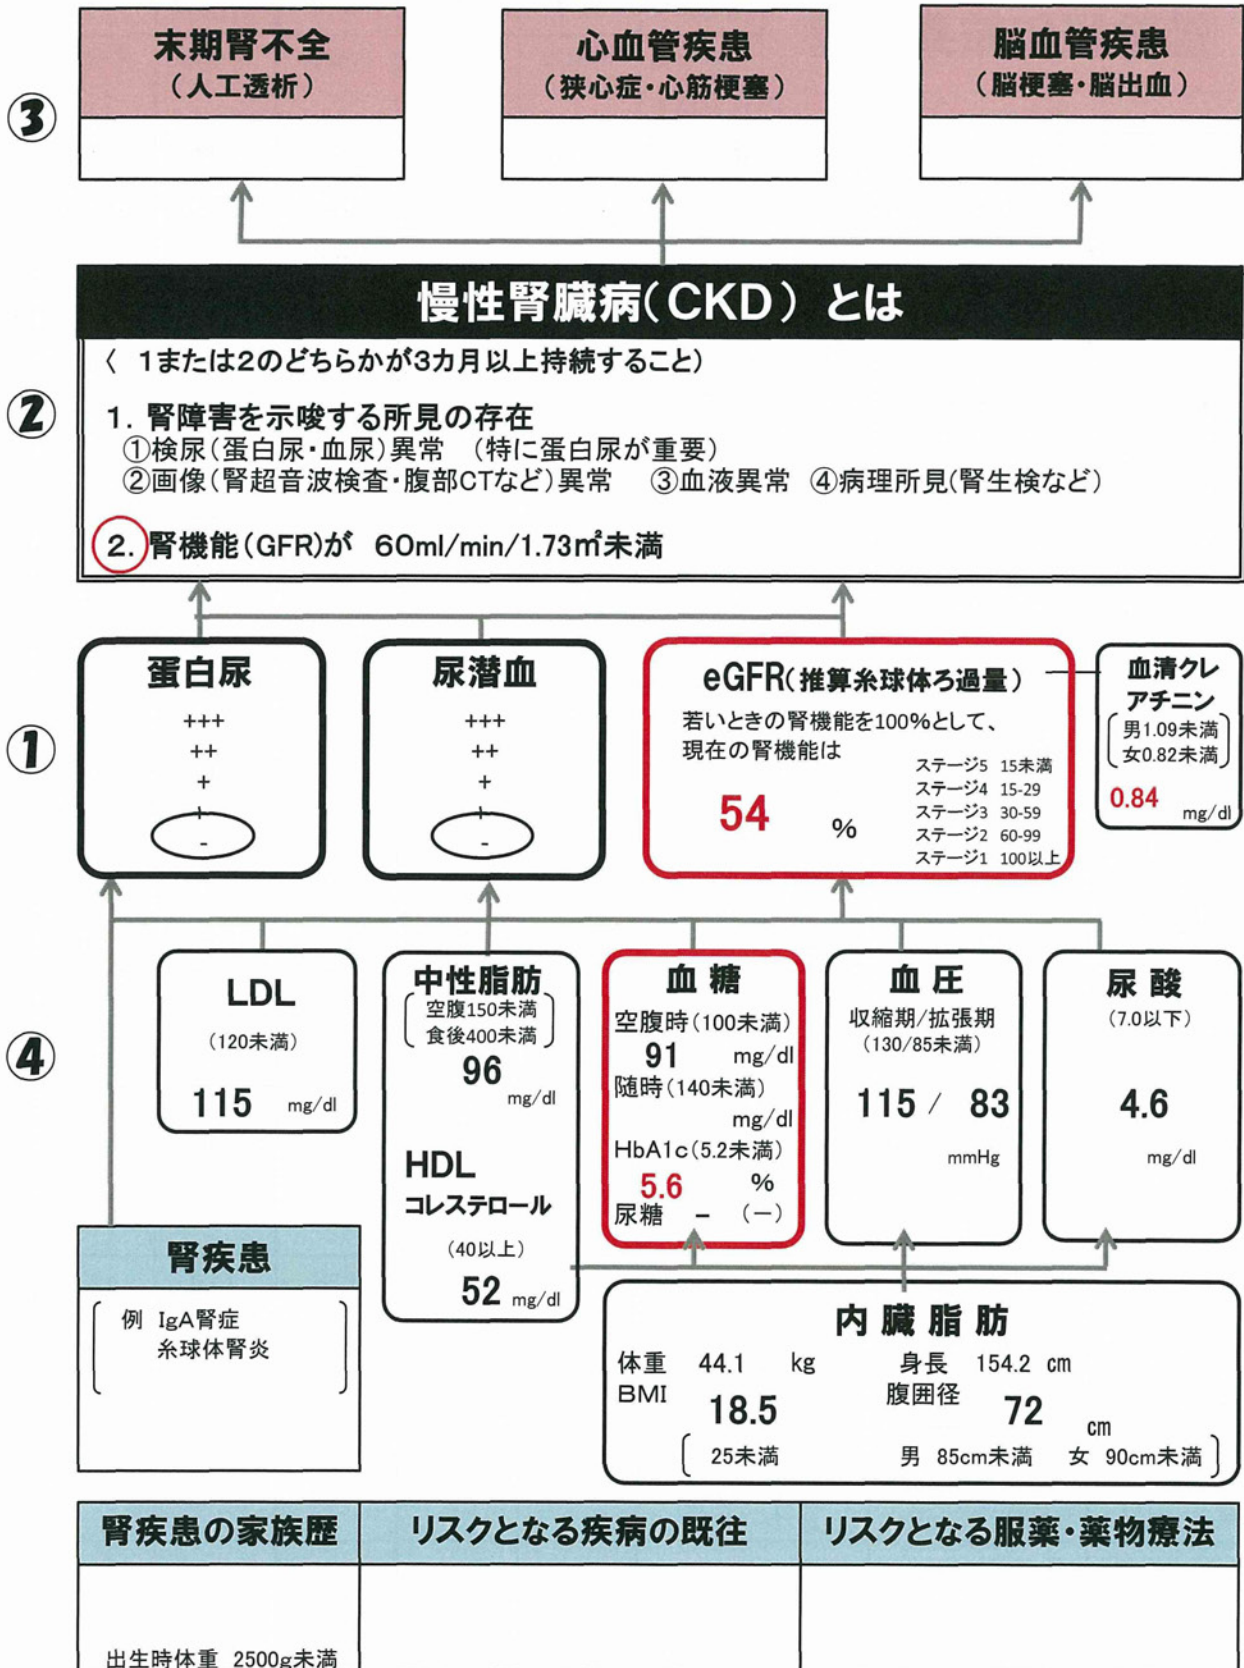 ③
末期腎不全
（人工透析）
心血管疾患
（狭心症・心筋梗塞）
脳血管疾患
（脳梗塞・脳出血）
②
慢性腎臓病（CKD） とは
〈 1または2のどちらかが3カ月以上持続すること）
1. 腎障害を示唆する所見の存在
①検尿（蛋白尿・血尿）異常 （特に蛋白尿が重要）
②画像（腎超音波検査・腹部CTなど）異常 ③血液異常 ④病理所見(腎生検など）
2. 腎機能（GFR)が 60ml/min/1.73㎡未満
①
蛋白尿
+++
++
+
±
-
尿潜血
+++
++
+
±
-
eGFR（推算糸球体ろ過量）
若いときの腎機能を100％として、
現在の腎機能は
54 %
ステージ5 15未満
ステージ4 15-29
ステージ3 30-59
ステージ2 60-99
ステージ1 100以上
血清クレ
アチニン
男1.09未満
女0.82未満
0.84 mg/dl
④
LDL
（120未満）
115 mg/dl
中性脂肪
空腹150未満
食後400未満
96
mg/dl
HDL
コレステロール
（40以上）
52 mg/dl
血糖
空腹時（100未満）
91 mg/dl
随時（140未満）
mg/dl
HbA1c（5.2未満）
5.6 %
尿糖 − （−）
血圧
収縮期/拡張期
（130/85未満）
115 / 83
mmHg
尿酸
（7.0以下）
4.6
mg/dl
腎疾患
例 IgA腎症
糸球体腎炎
内臓脂肪
体重 44.1 kg 身長 154.2 cm
BMI 18.5 腹囲径 72 cm
25未満 男 85cm未満 女 90cm未満
腎疾患の家族歴
リスクとなる疾病の既往
リスクとなる服薬・薬物療法
出生時体重 2500g未満